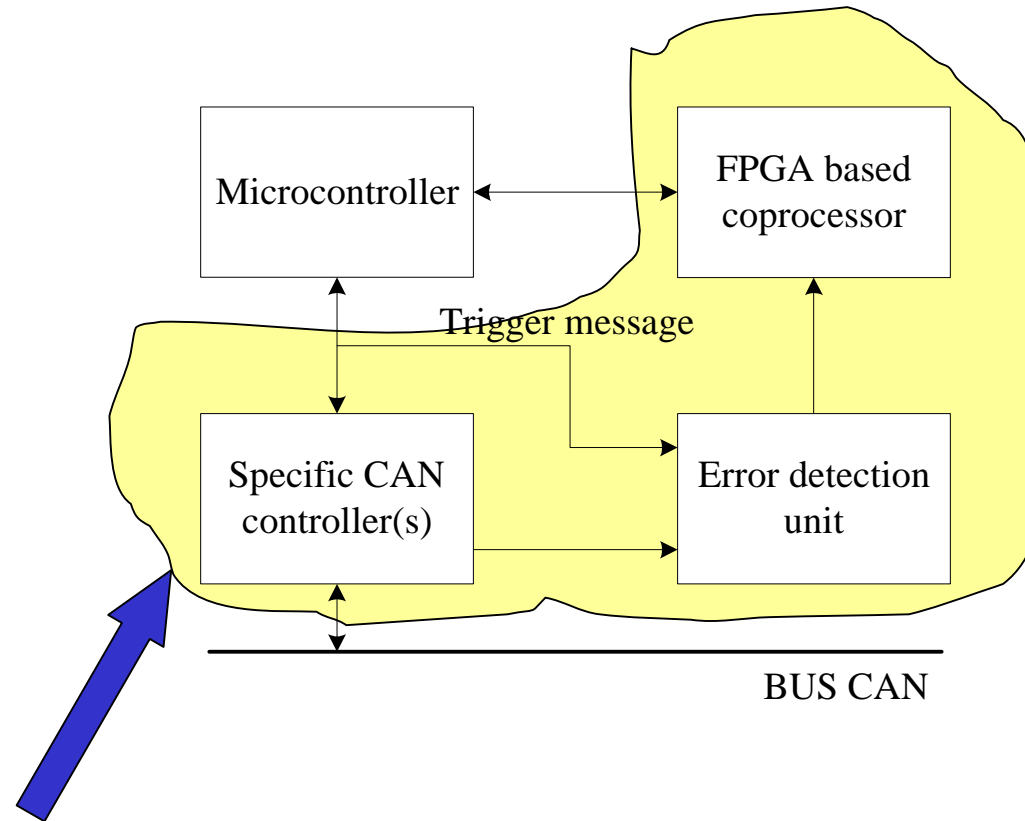 Microcontroller
FPGA based
coprocessor
Trigger message
Specific CAN
controller(s)
Error detection
unit
BUS CAN